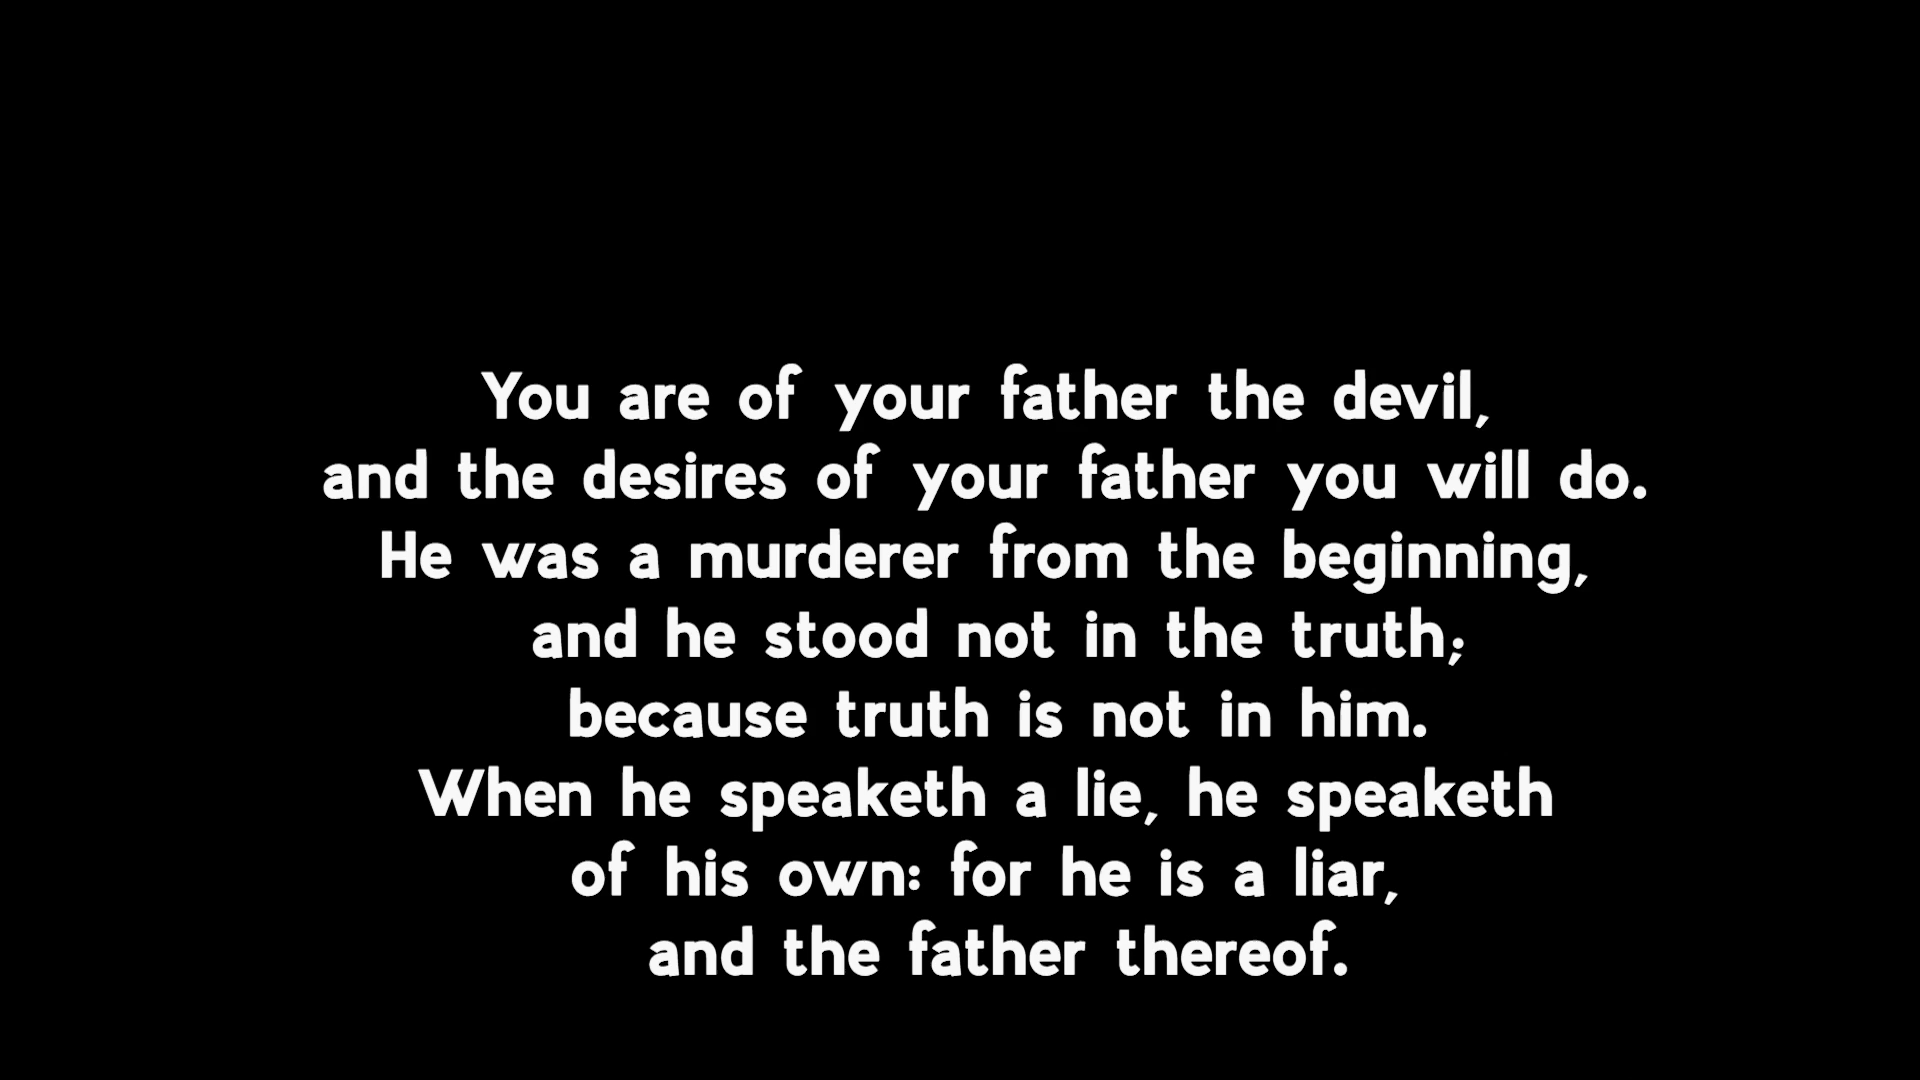 You are of your father the devil,
and the desires of your father you will do.
He was a murderer from the beginning,
and he stood not in the truth;
because truth is not in him.
When he speaketh a lie, he speaketh
of his own: for he is a liar,
and the father thereof.